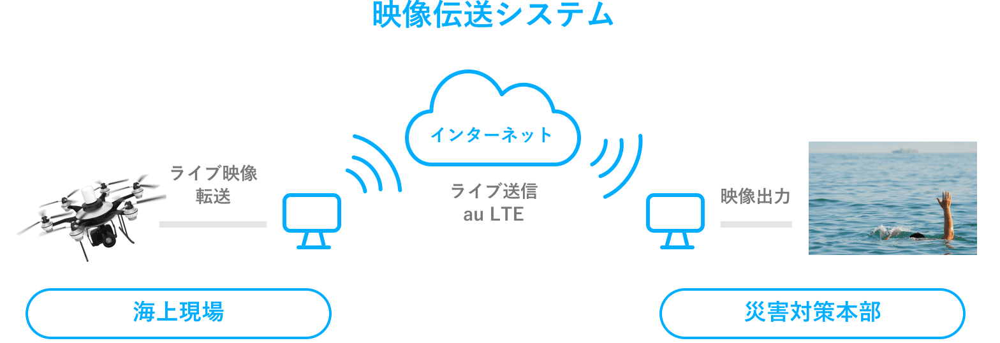 映像伝送システム
インターネット
ライブ映像
転送
ライブ送信
au LTE
映像出力
海上現場
災害対策本部